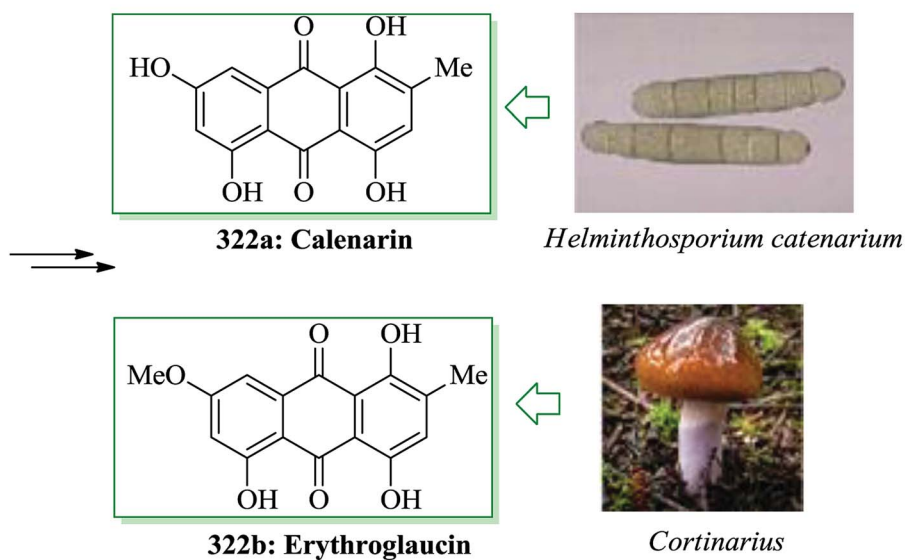 O
OH
HO
Me
OH
O
OH
322a: Calenarin
Helminthosporium catenarium
O
OH
MeO
Me
OH
O
OH
322b: Erythroglaucin
Cortinarius